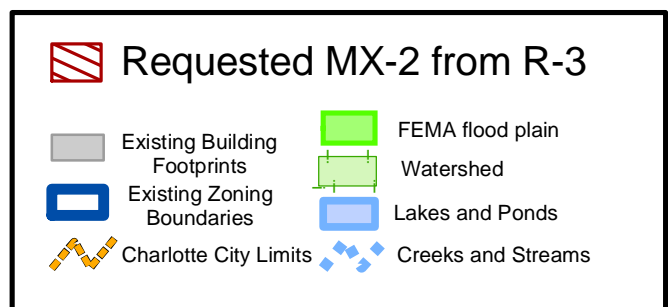 Requested MX-2 from R-3
Existing Building
Footprints
Existing Zoning
Boundaries
Charlotte City Limits
FEMA flood plain
Watershed
Lakes and Ponds
Creeks and Streams